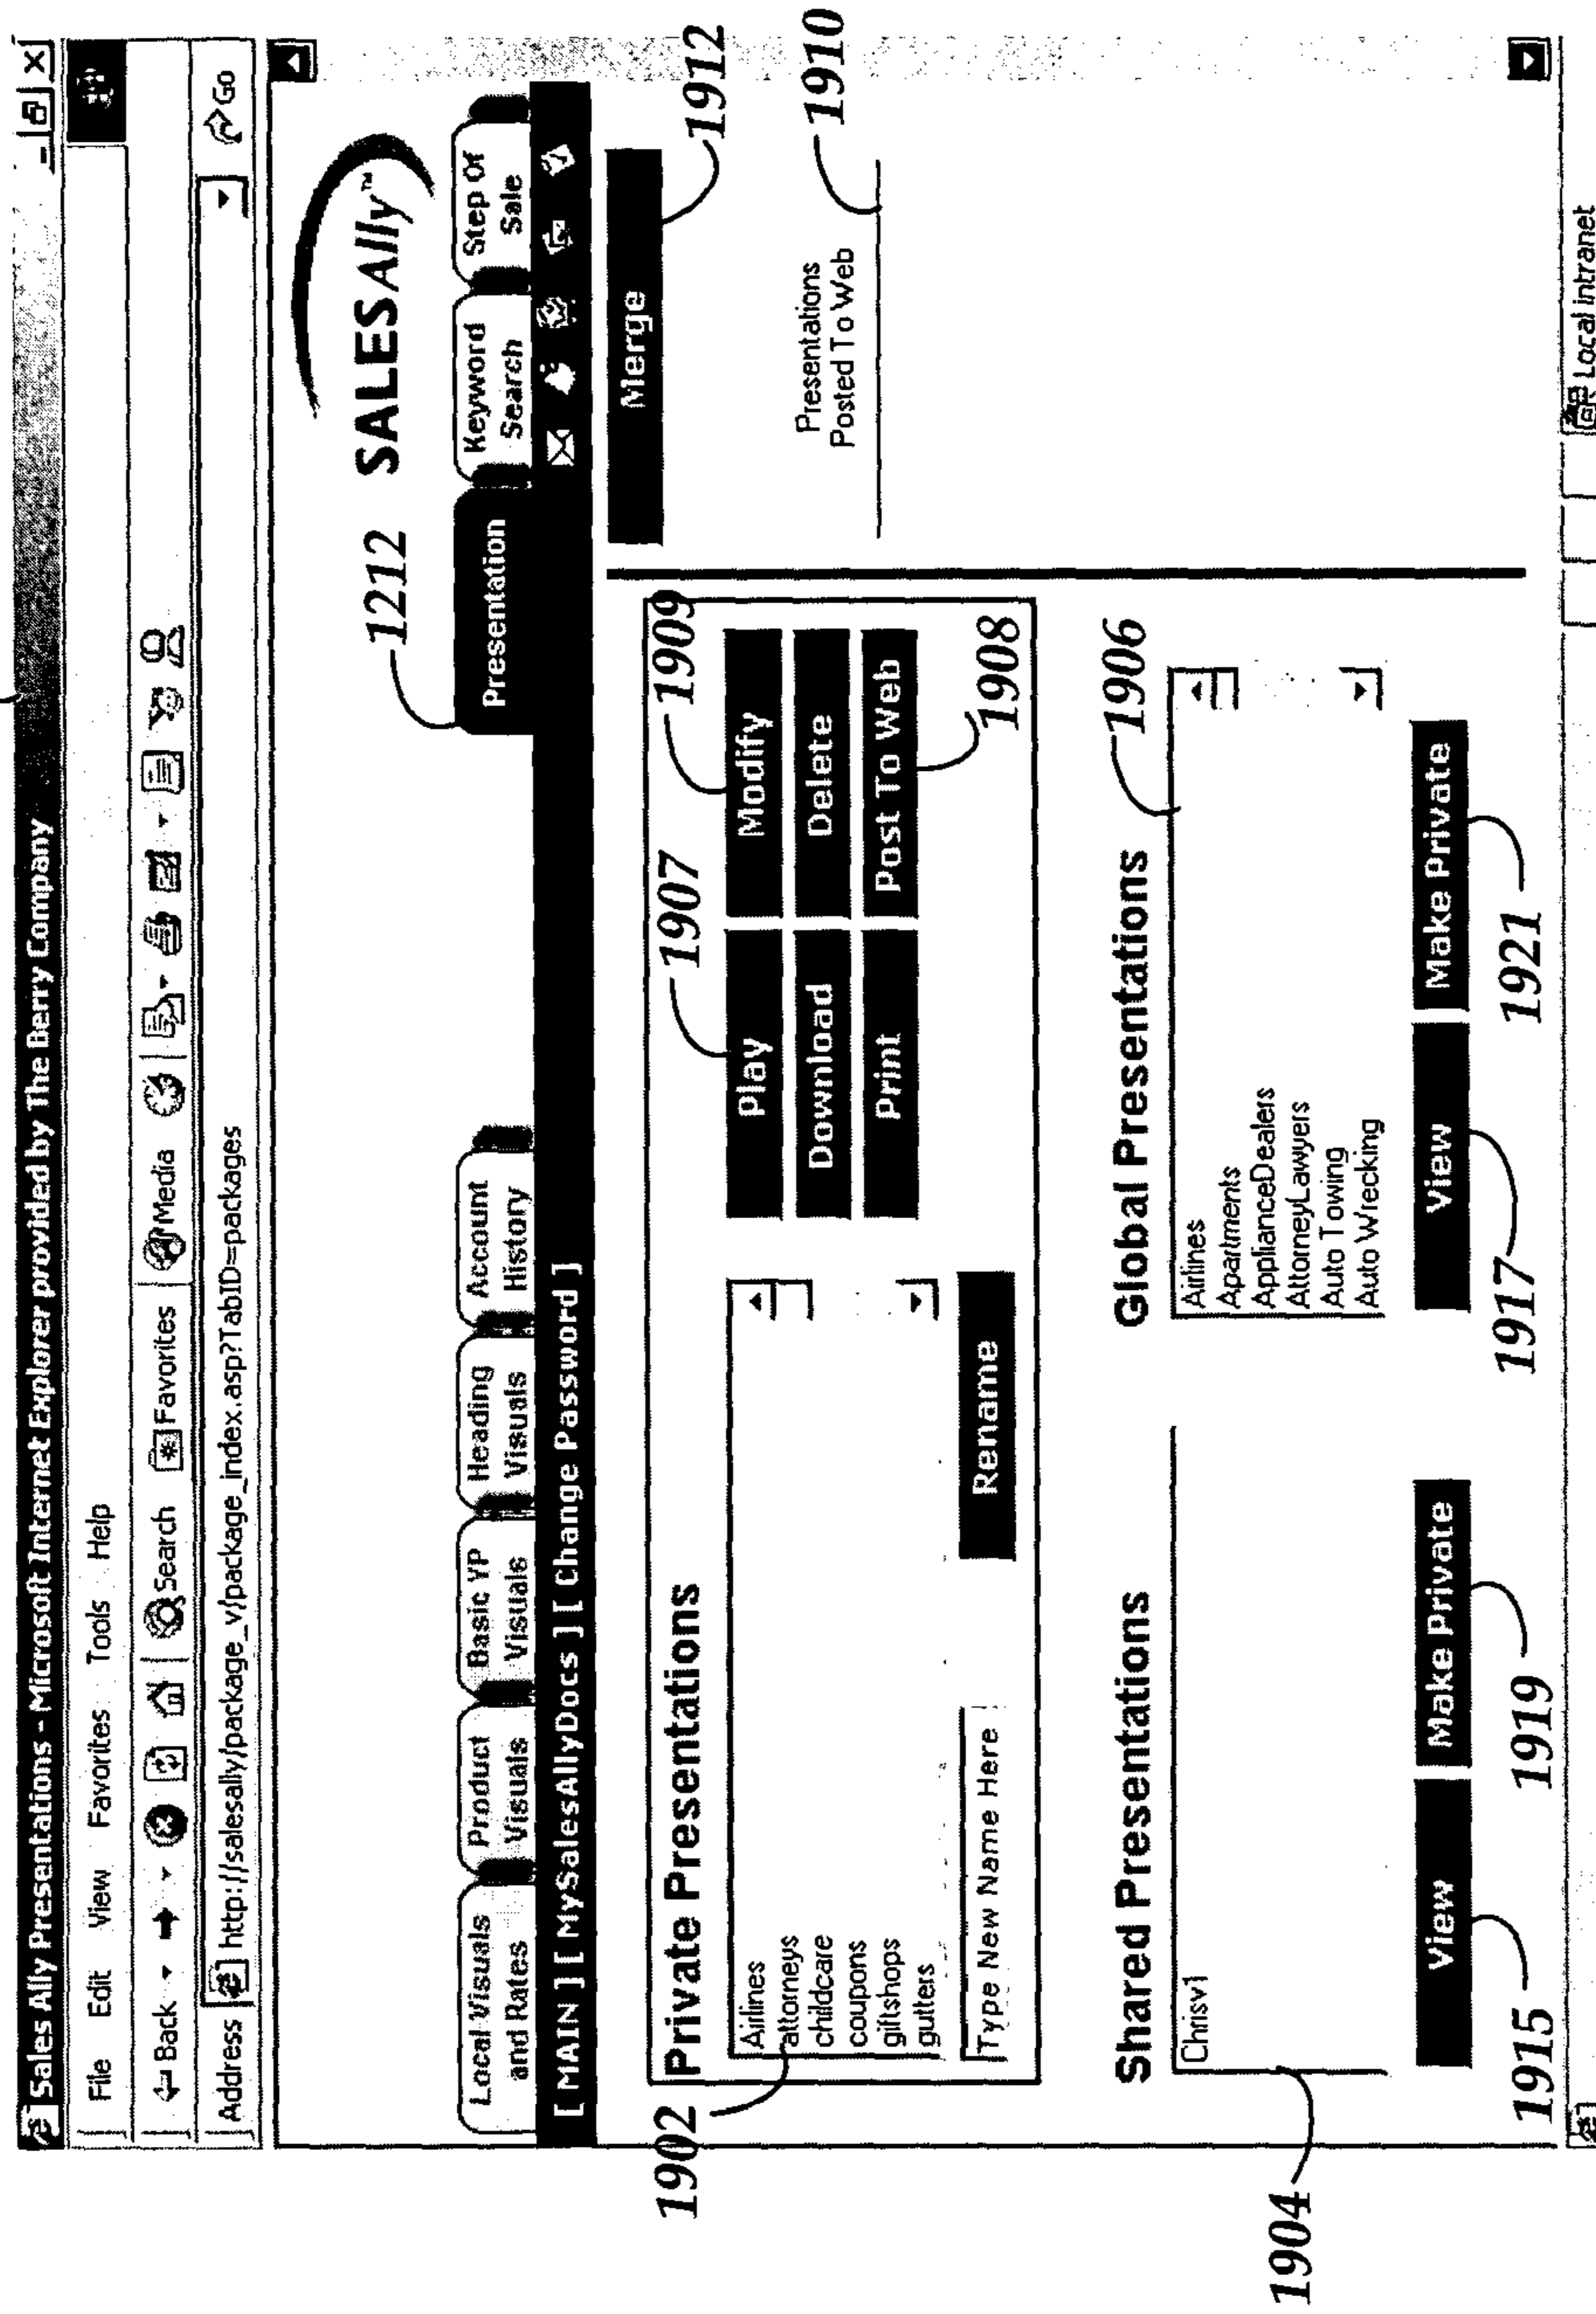 Sales Ally Presentations - Microsoft Internet Explorer provided by The Berry Company
File Edit View Favorites Tools Help
Back Search Favorites Media
Address http://salesally/package_v/package_index.asp?TabID=packages Go
1212 SALESAlly™
Local Visuals and Rates
Product Visuals
Basic YP Visuals
Heading Visuals
Account History
Presentation
Keyword Search
Step Of Sale
[ MAIN ] [ MySalesAllyDocs ] [ Change Password ]
1902 Private Presentations
Airlines
attorneys
childcare
coupons
giftshops
gutters
Type New Name Here
Rename
1907
1909
Play Modify
Download Delete
Print Post To Web
1908
Merge
1912
Presentations
Posted To Web
1910
Shared Presentations
1904
Chrisv1
View Make Private
1915
1919
Global Presentations
1906
Airlines
Apartments
ApplianceDealers
AttorneyLawyers
Auto Towing
Auto Wrecking
View Make Private
1917
1921
Local intranet